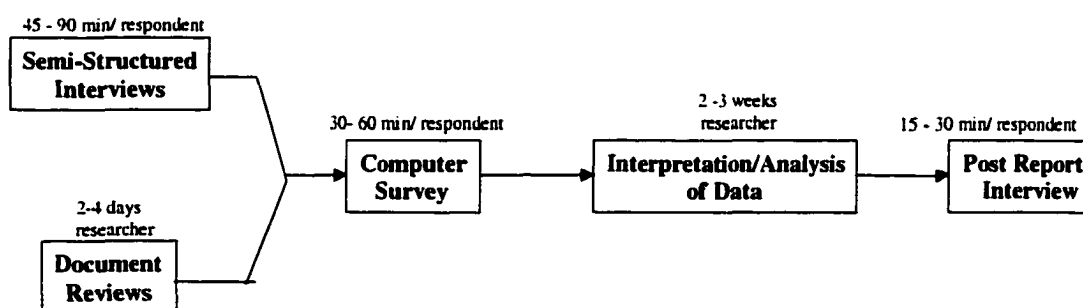 45 - 90 min/ respondent
Semi-Structured
Interviews
2-4 days
researcher
Document
Reviews
30- 60 min/ respondent
Computer
Survey
2 -3 weeks
researcher
Interpretation/Analysis
of Data
15 - 30 min/ respondent
Post Report
Interview